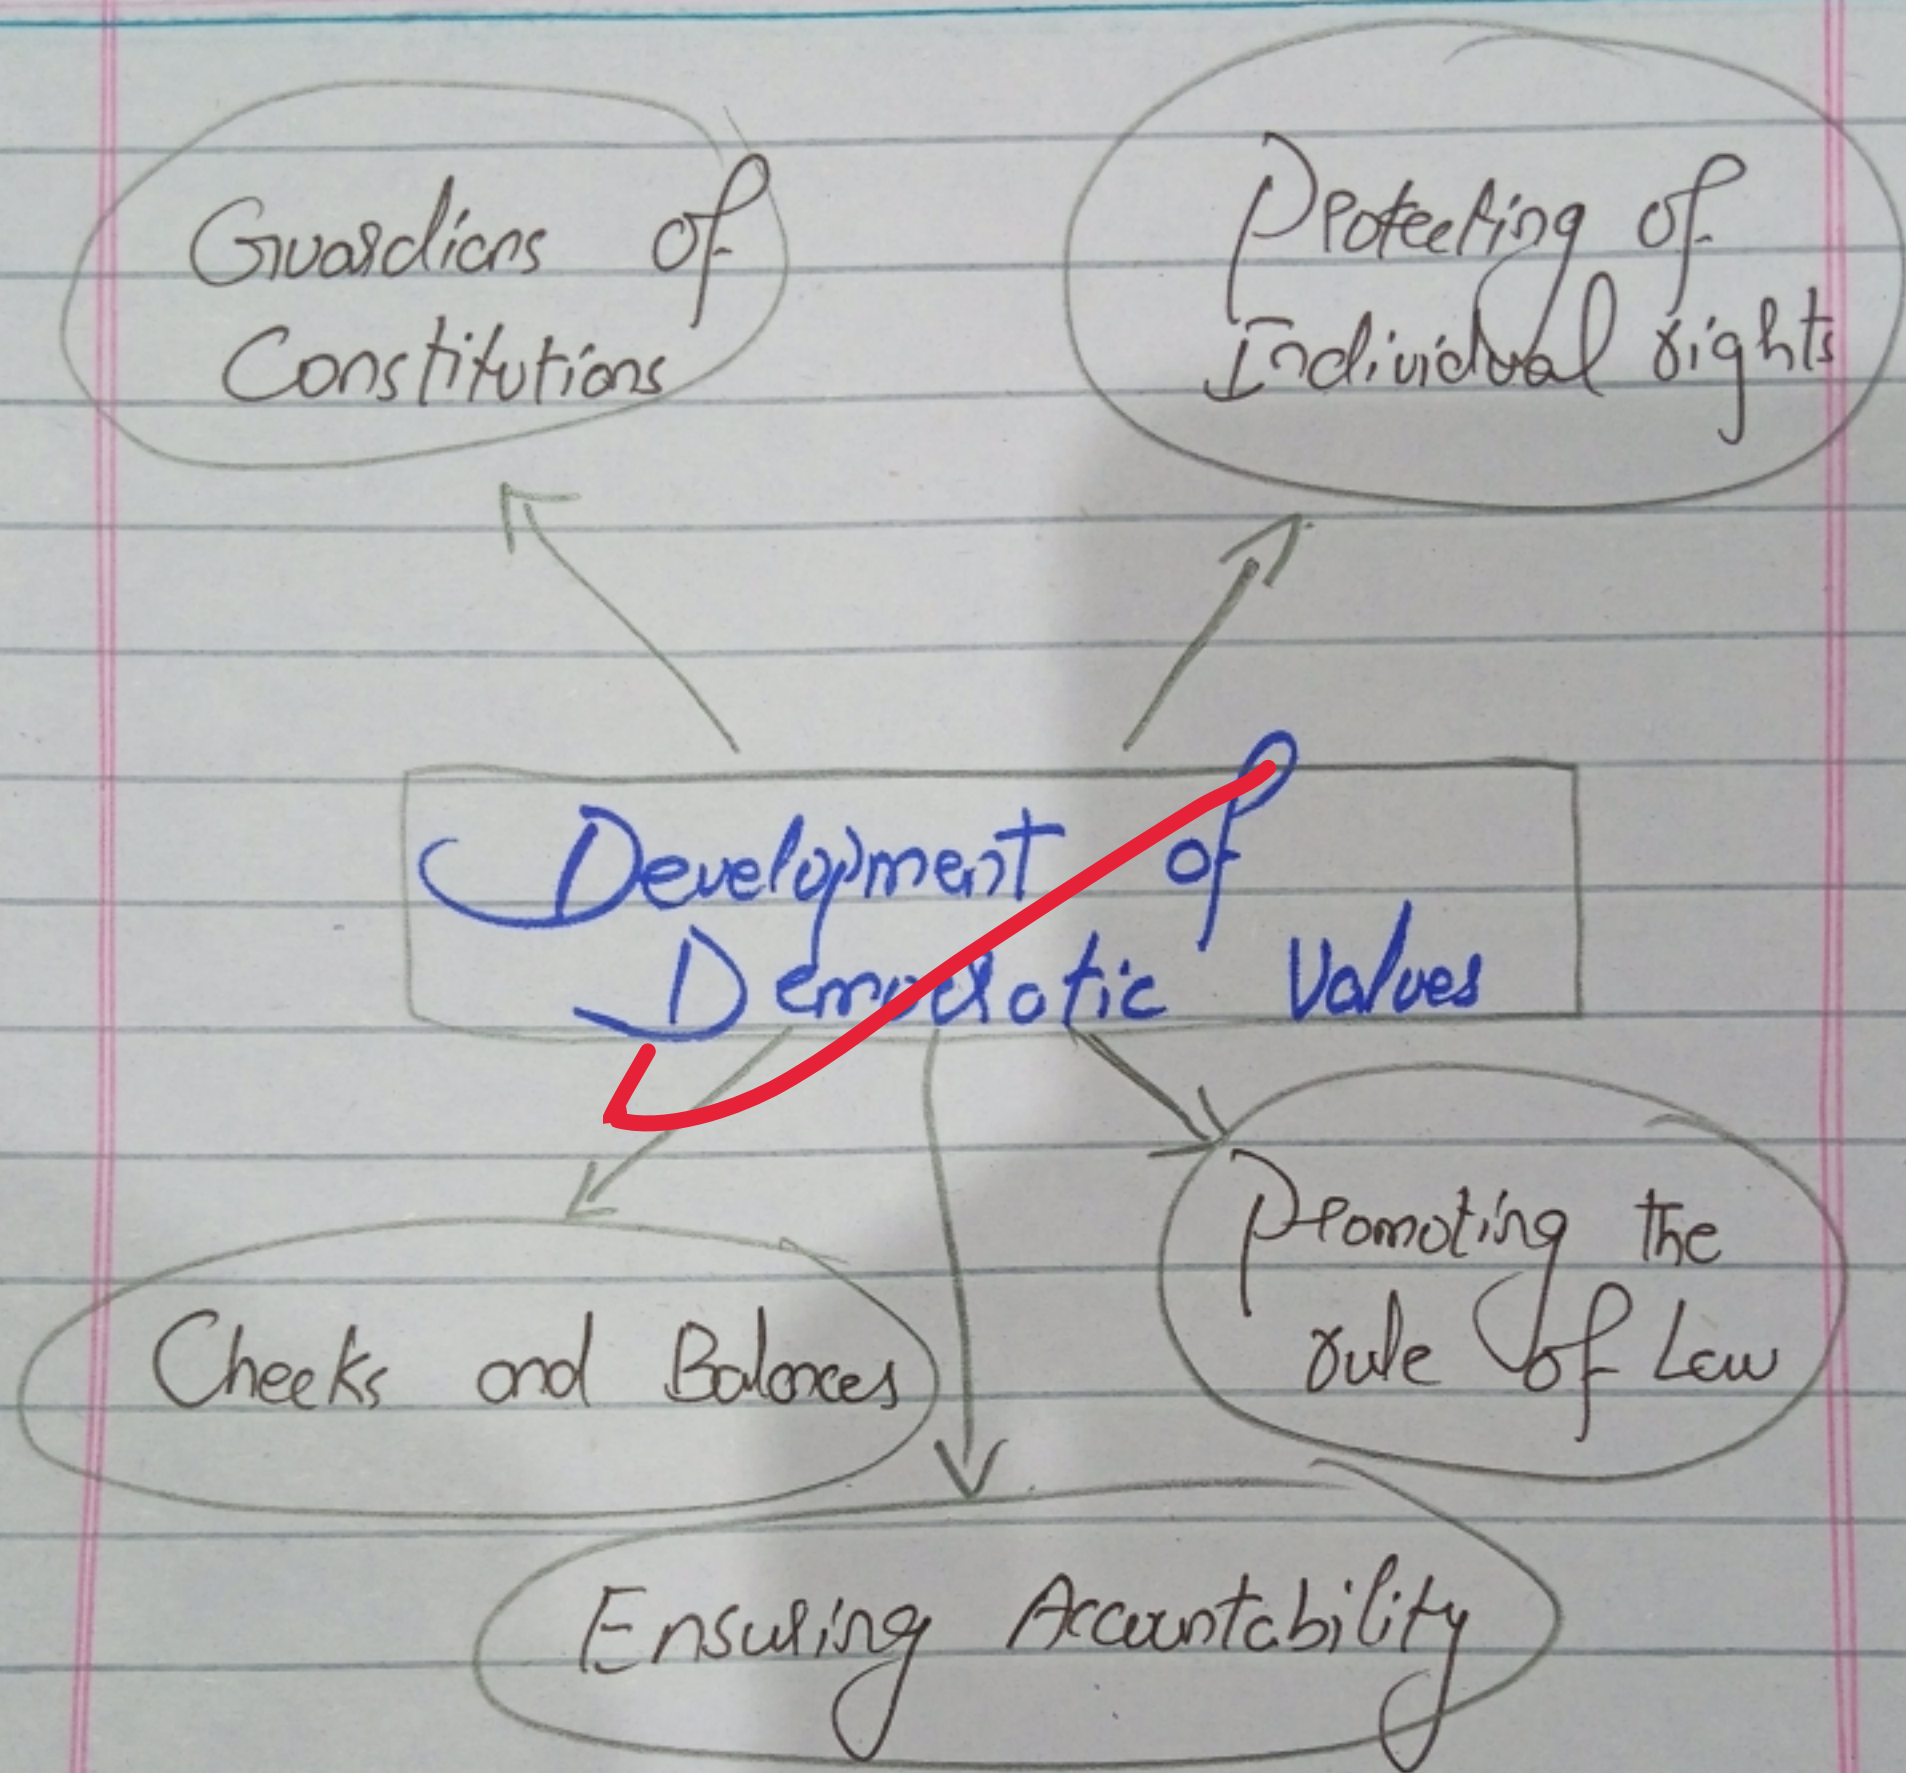 Guardians of
Constitutions
Protecting of
Individual rights
Development of
Democratic Values
Checks and Balances
Promoting the
rule of Law
Ensuring Accountability